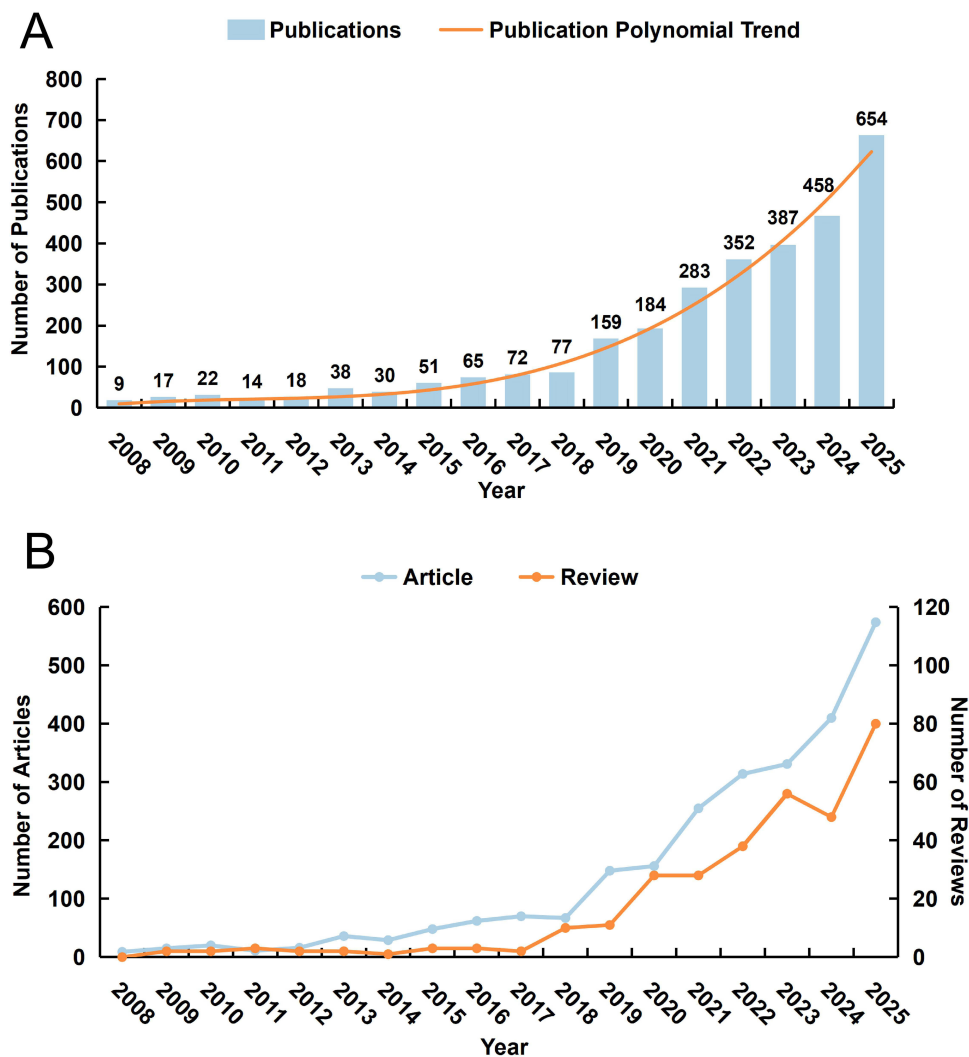 A
Publications Publication Polynomial Trend
Number of Publications
800
700
600
500
400
300
200
100
0
9 17 22 14 18 38 30 51 65 72 77 159 184 283 352 387 458 654
2008 2009 2010 2011 2012 2013 2014 2015 2016 2017 2018 2019 2020 2021 2022 2023 2024 2025
Year
B
Article Review
Number of Articles
600
500
400
300
200
100
0
120
100
80
60
40
20
0
Number of Reviews
2008 2009 2010 2011 2012 2013 2014 2015 2016 2017 2018 2019 2020 2021 2022 2023 2024 2025
Year